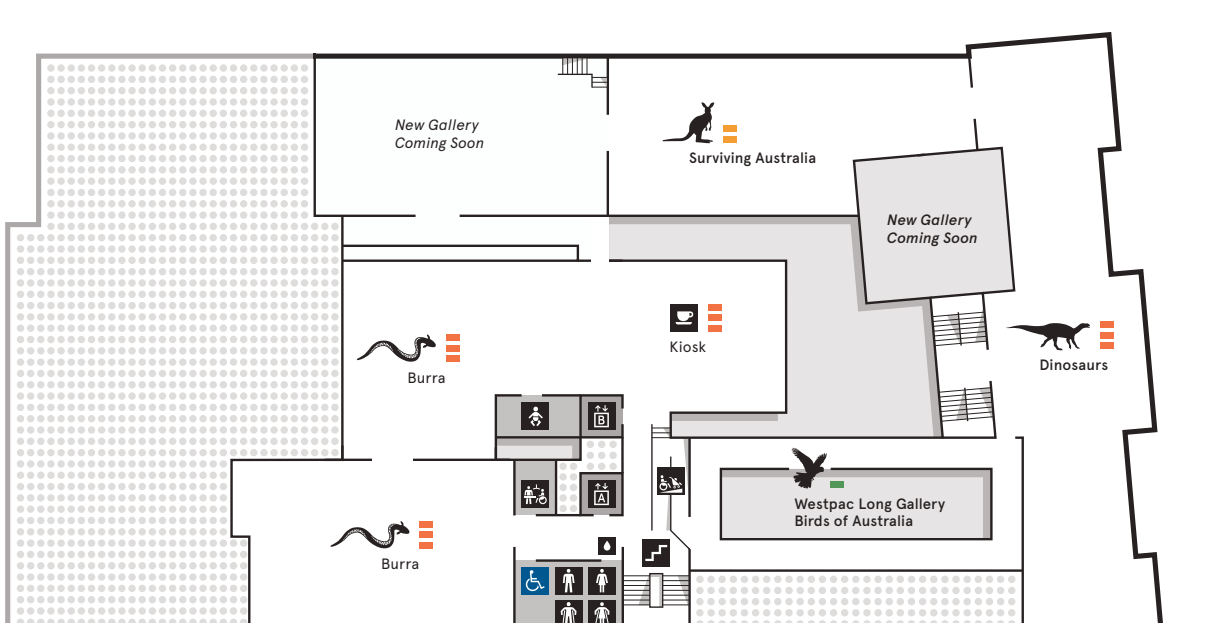 New Gallery
Coming Soon
Surviving Australia
New Gallery
Coming Soon
Kiosk
Burra
Dinosaurs
B
A
Westpac Long Gallery
Birds of Australia
Burra